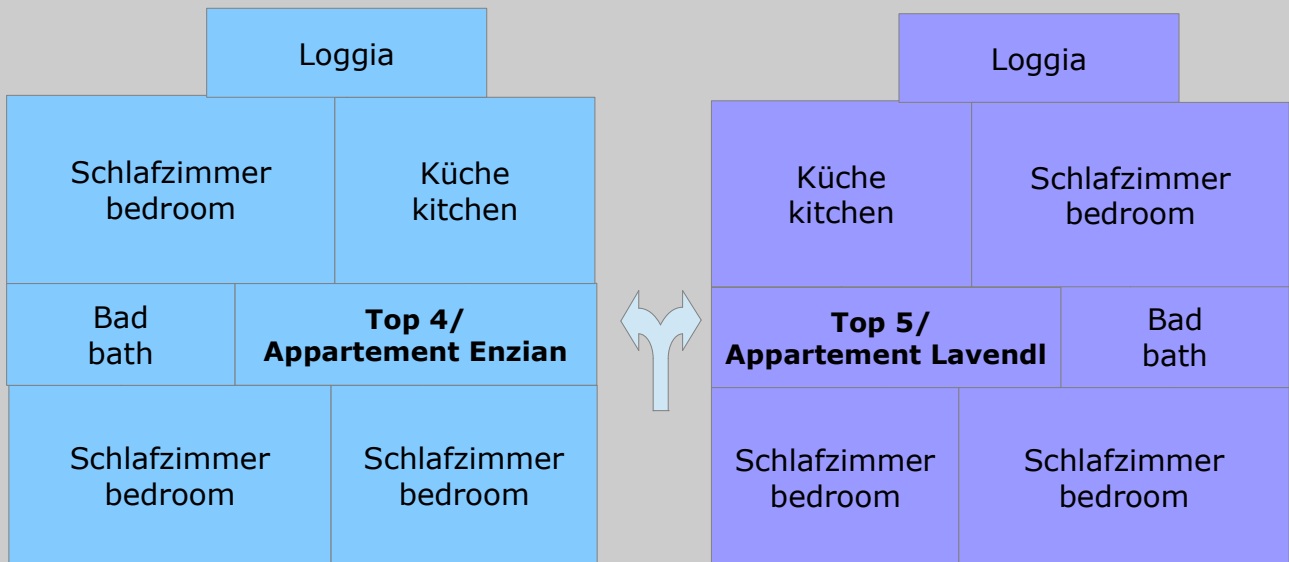 Loggia
Schlafzimmer
bedroom
Küche
kitchen
Bad
bath
Top 4/
Appartement Enzian
Schlafzimmer
bedroom
Schlafzimmer
bedroom
Loggia
Küche
kitchen
Schlafzimmer
bedroom
Top 5/
Appartement Lavendl
Bad
bath
Schlafzimmer
bedroom
Schlafzimmer
bedroom